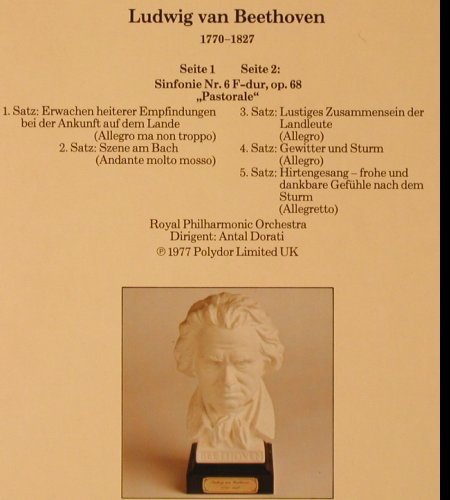 Ludwig van Beethoven
1770–1827
Seite 1 Seite 2:
Sinfonie Nr. 6 F-dur, op. 68
„Pastorale“
1. Satz: Erwachen heiterer Empfindungen
bei der Ankunft auf dem Lande
(Allegro ma non troppo)
2. Satz: Szene am Bach
(Andante molto mosso)
3. Satz: Lustiges Zusammensein der
Landleute
(Allegro)
4. Satz: Gewitter und Sturm
(Allegro)
5. Satz: Hirtengesang – frohe und
dankbare Gefühle nach dem
Sturm
(Allegretto)
Royal Philharmonic Orchestra
Dirigent: Antal Dorati
℗ 1977 Polydor Limited UK
BEETHOVEN
Ludwig van Beethoven